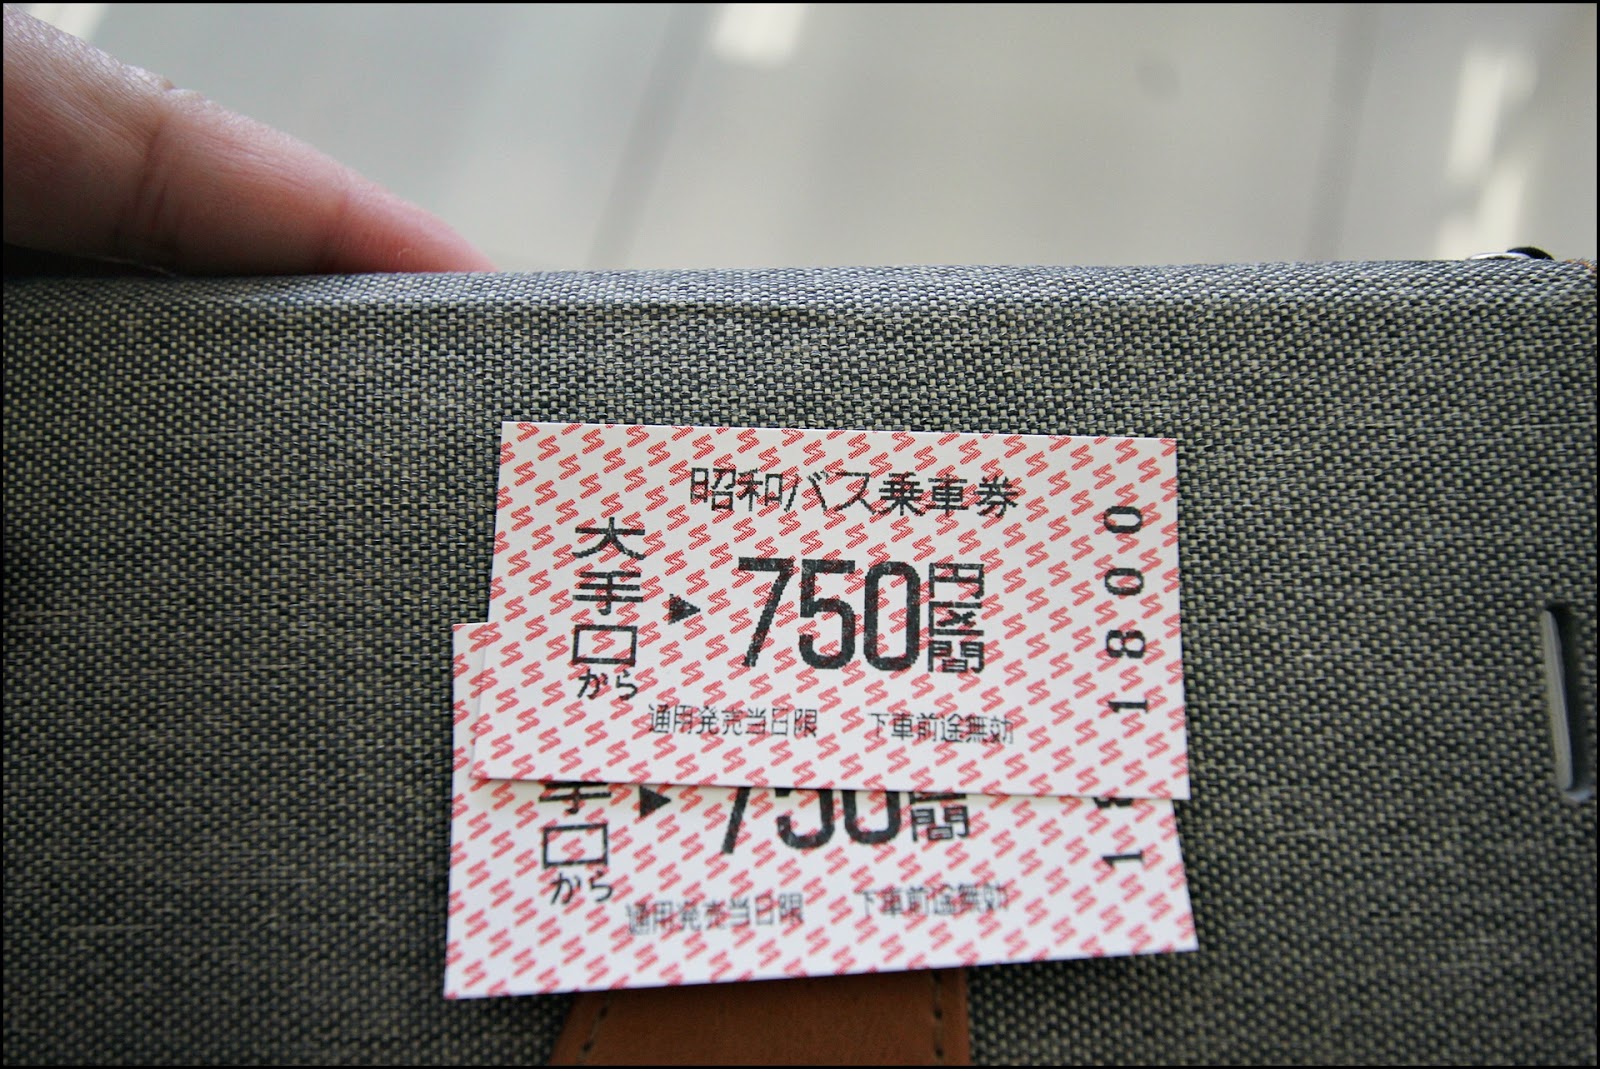 昭和バス乗車券
大手口から
▶750円区間
通用発売当日限 下車前途無効
1800
手口から
▶750円区間
通用発売当日限 下車前途無効